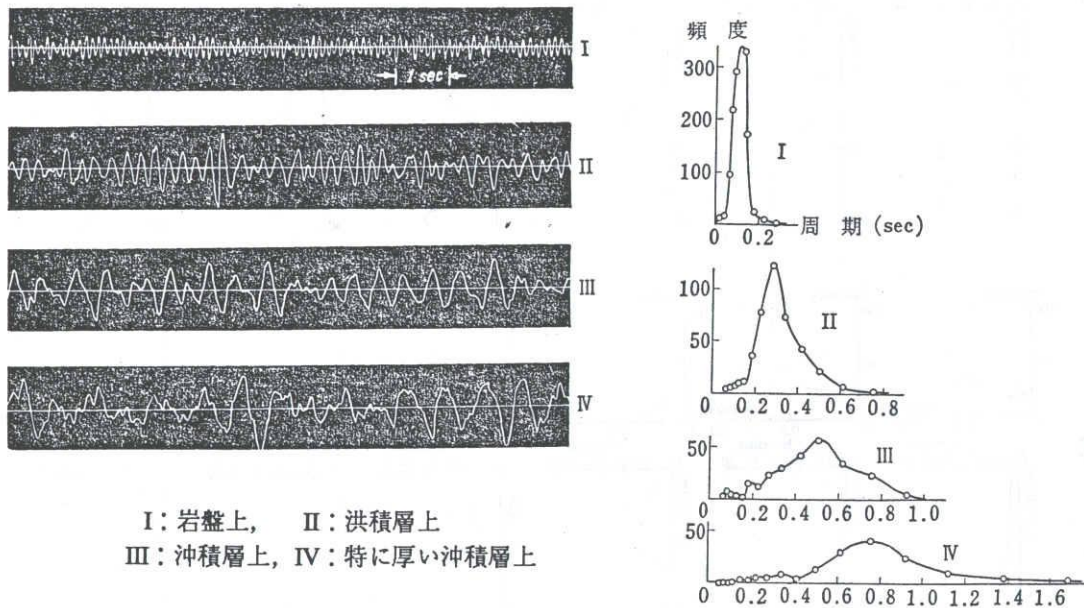 I
1 sec
II
III
IV
I：岩盤上，　II：洪積層上
III：沖積層上，IV：特に厚い沖積層上
頻　度
300
200
100
I
0　0.2　周　期 (sec)
100
50
II
0　0.2　0.4　0.6　0.8
50
III
0　0.2　0.4　0.6　0.8　1.0
50
IV
0　0.2　0.4　0.6　0.8　1.0　1.2　1.4　1.6